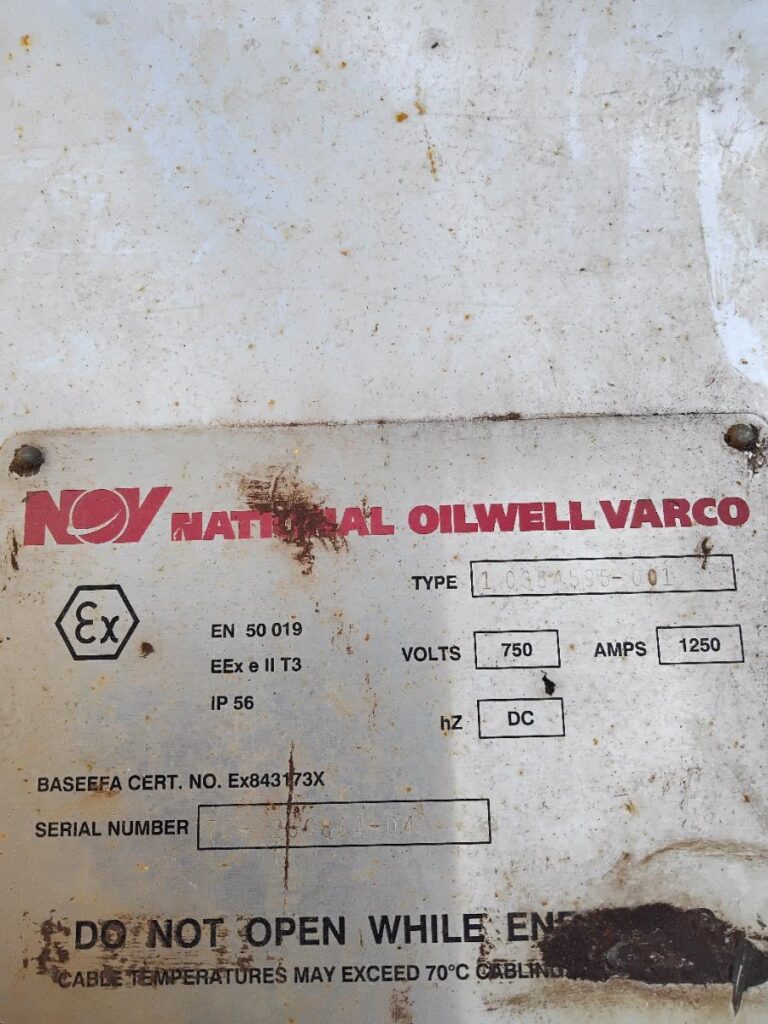 NOV NATIONAL OILWELL VARCO
Ex
EN 50 019
EEx e II T3
IP 56
TYPE
VOLTS 750 AMPS 1250
hZ DC
BASEEFA CERT. NO. Ex843173X
SERIAL NUMBER
DO NOT OPEN WHILE
CABLE TEMPERATURES MAY EXCEED 70°C CABLING